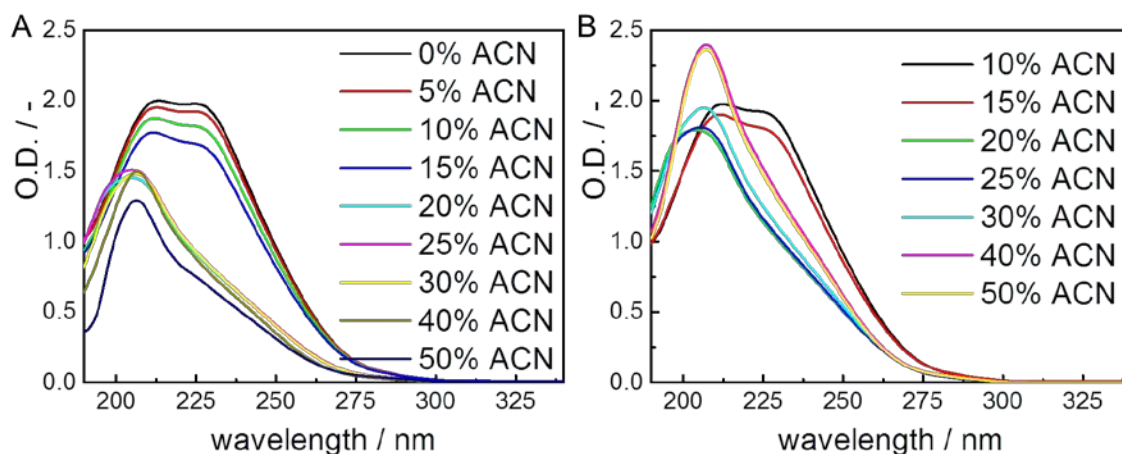 A
2.5
2.0
1.5
1.0
0.5
0.0
O.D. / -
200 225 250 275 300 325
wavelength / nm
0% ACN
5% ACN
10% ACN
15% ACN
20% ACN
25% ACN
30% ACN
40% ACN
50% ACN
B
2.5
2.0
1.5
1.0
0.5
0.0
O.D. / -
200 225 250 275 300 325
wavelength / nm
10% ACN
15% ACN
20% ACN
25% ACN
30% ACN
40% ACN
50% ACN